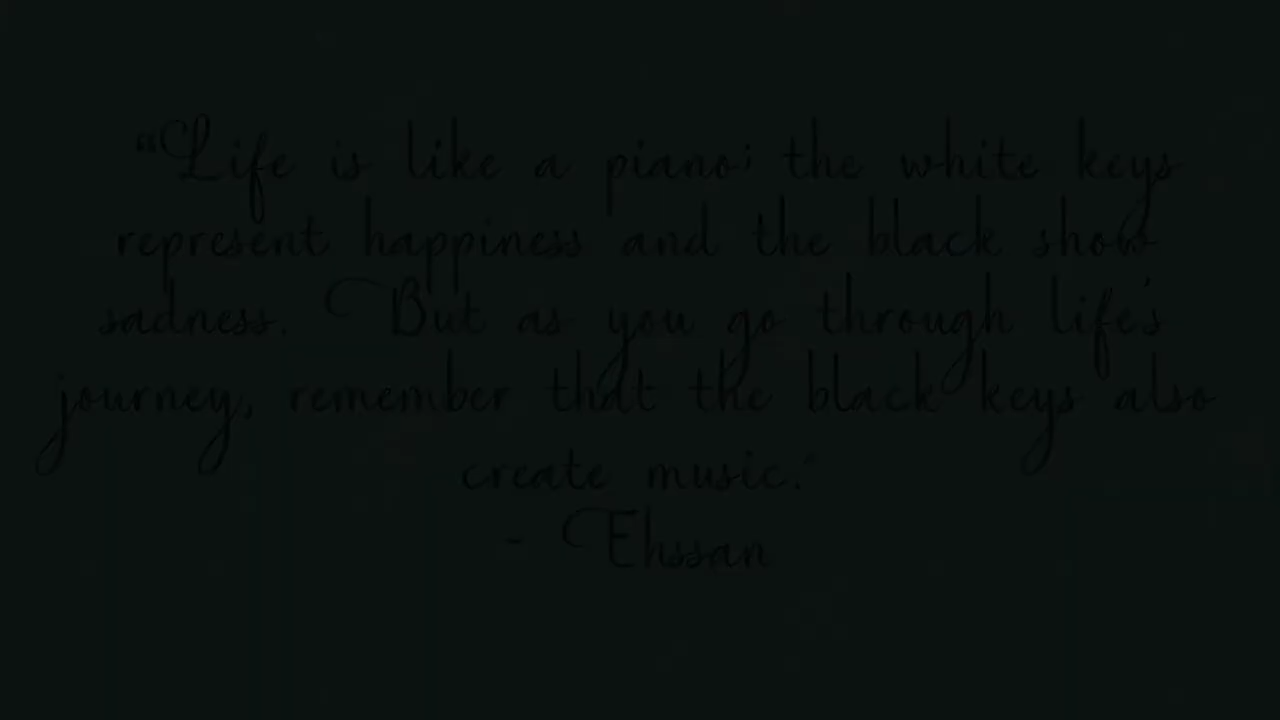 “Life is like a piano; the white keys
represent happiness and the black show
sadness. But as you go through life's
journey, remember that the black keys also
create music.”
- Ehssan